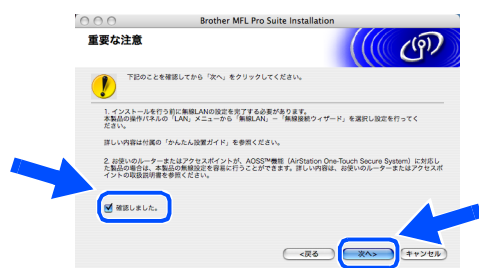 Brother MFL Pro Suite Installation
重要な注意
下記のことを確認してから「次へ」をクリックしてください。
1. インストールを行う前に無線LANの設定を完了する必要があります。
本製品の操作パネルの「LAN」メニューから「無線LAN」－「無線接続ウィザード」を選択し設定を行ってく
ださい。
詳しい内容は付属の「かんたん設置ガイド」を参照ください。
2. お使いのルーターまたはアクセスポイントが、AOSS™機能（AirStation One-Touch Secure System）に対応し
た製品の場合は、本製品の無線設定を容易に行うことができます。詳しい内容は、お使いのルーターまたはアクセスポ
イントの取扱説明書を参照ください。
確認しました。
<戻る 次へ> キャンセル